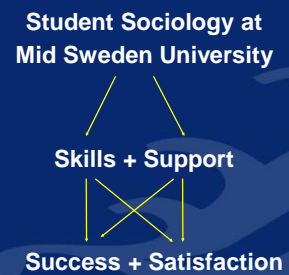 Student Sociology at
Mid Sweden University
Skills + Support
Success + Satisfaction